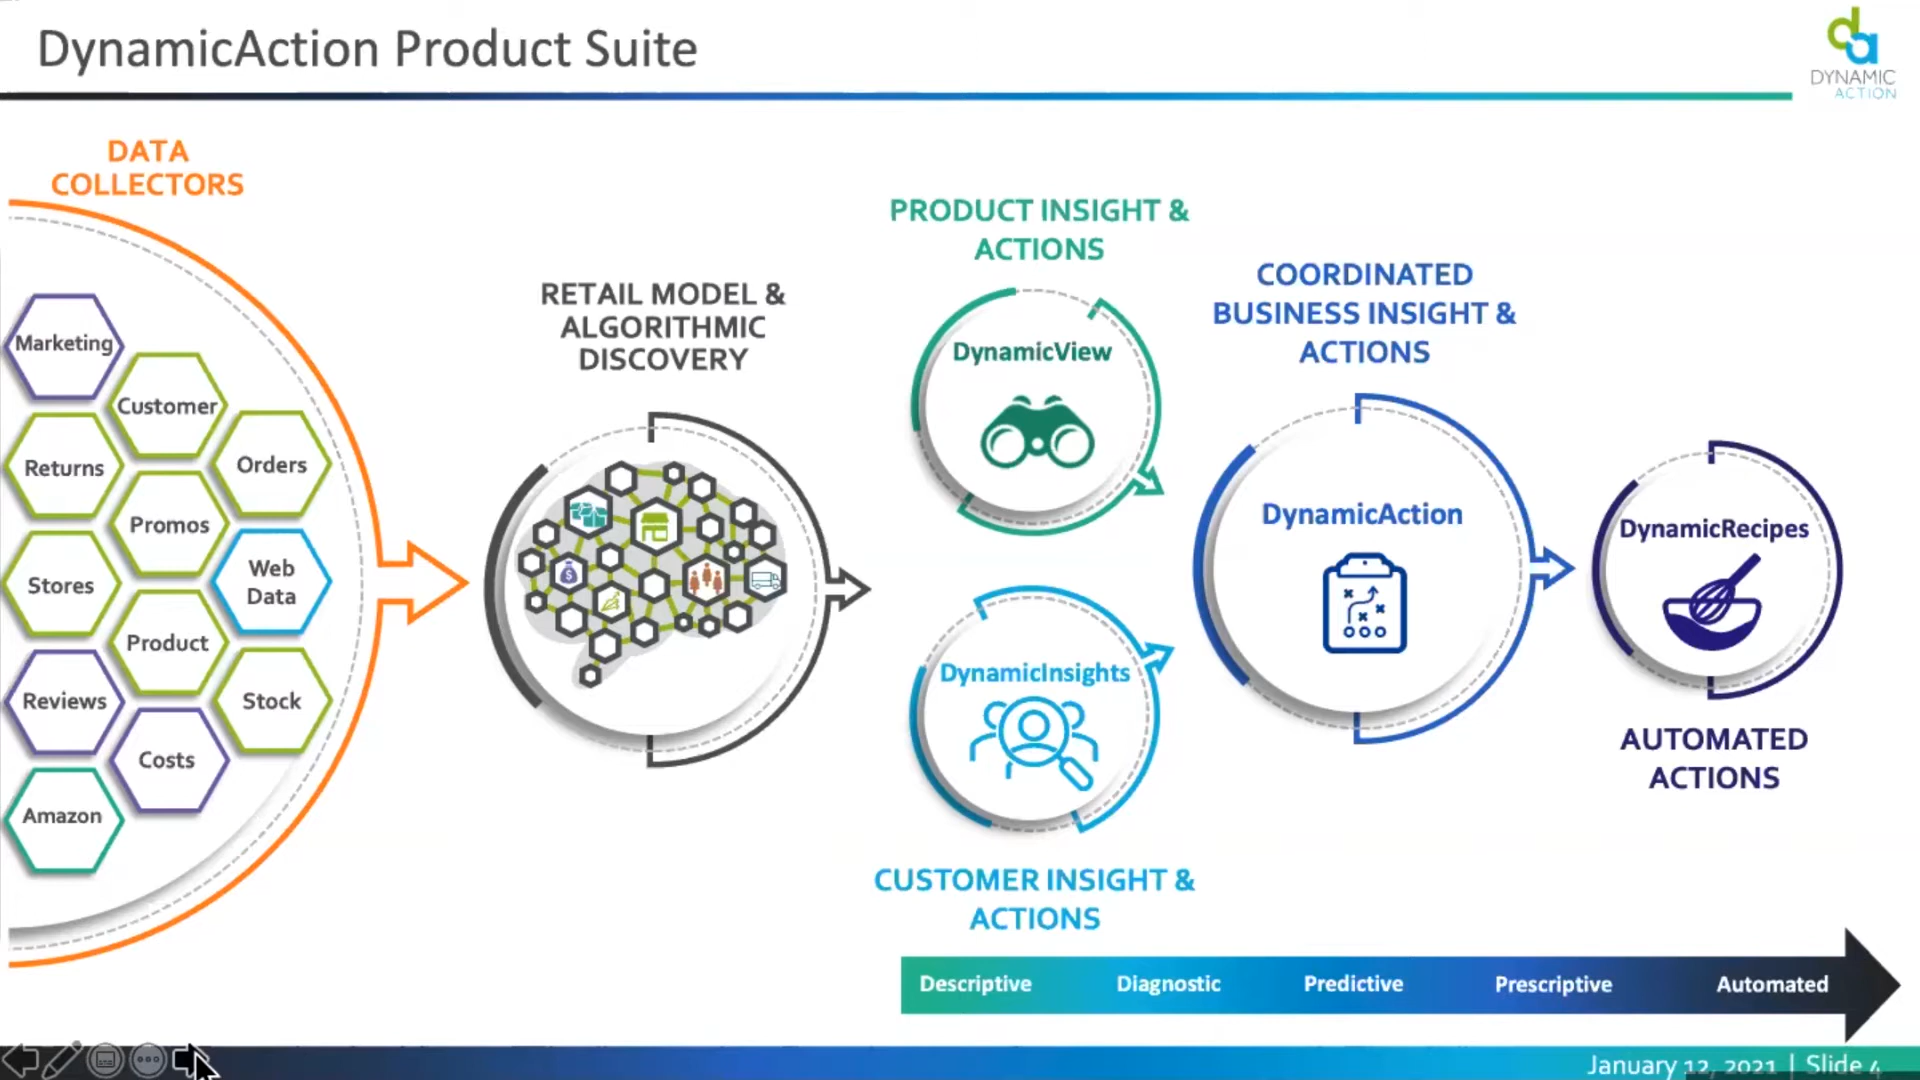 DynamicAction Product Suite
da
DYNAMIC
ACTION
DATA
COLLECTORS
Marketing
Customer
Returns
Orders
Promos
Stores
Web
Data
Product
Reviews
Stock
Costs
Amazon
RETAIL MODEL &
ALGORITHMIC
DISCOVERY
$
PRODUCT INSIGHT &
ACTIONS
DynamicView
DynamicInsights
CUSTOMER INSIGHT &
ACTIONS
COORDINATED
BUSINESS INSIGHT &
ACTIONS
DynamicAction
DynamicRecipes
AUTOMATED
ACTIONS
Descriptive Diagnostic Predictive Prescriptive Automated
January 12, 2021 | Slide 4